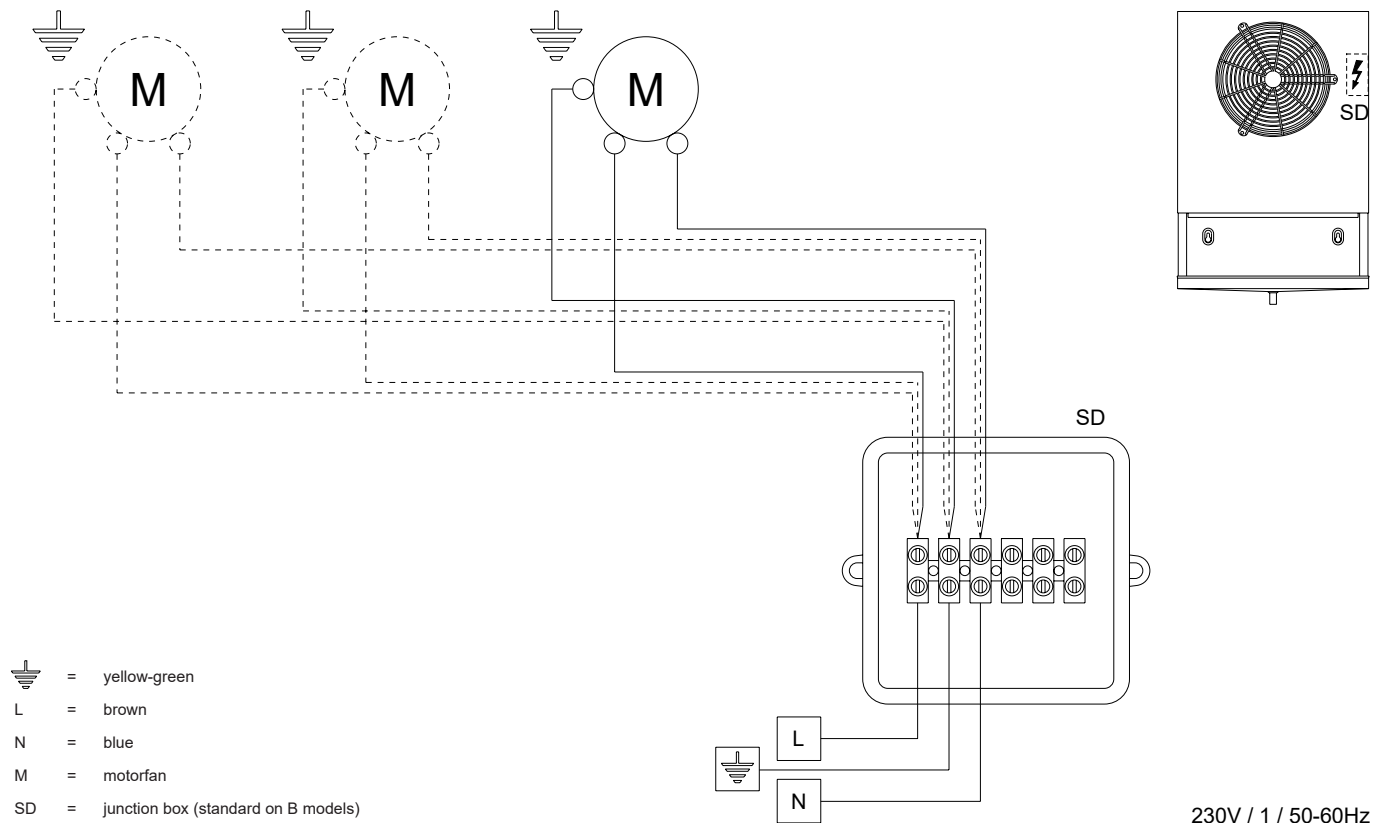 M M M
SD
SD
= yellow-green
L = brown
N = blue
M = motorfan
SD = junction box (standard on B models)
L
N
230V / 1 / 50-60Hz